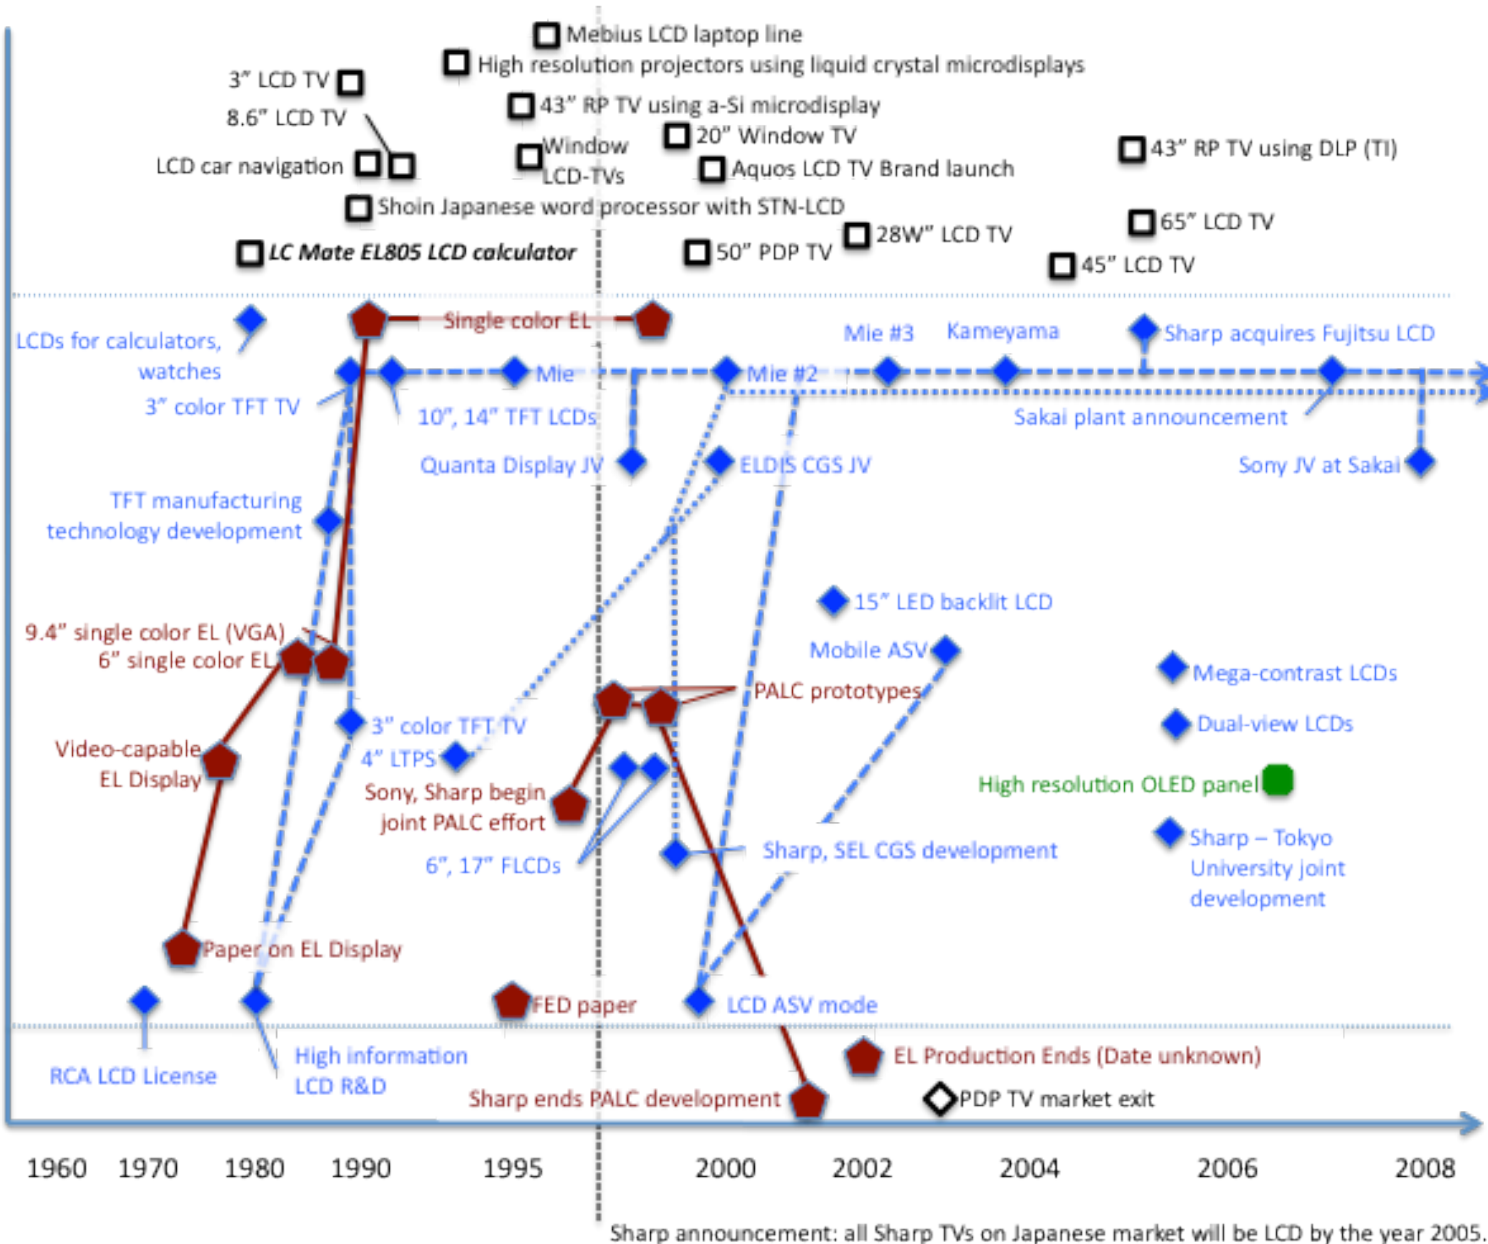 Mebius LCD laptop line
High resolution projectors using liquid crystal microdisplays
3” LCD TV
43” RP TV using a-Si microdisplay
8.6” LCD TV
20” Window TV
Window
LCD-TVs
43” RP TV using DLP (TI)
LCD car navigation
Aquos LCD TV Brand launch
Shoin Japanese word processor with STN-LCD
65” LCD TV
28W” LCD TV
LC Mate EL805 LCD calculator
50” PDP TV
45” LCD TV
Single color EL
LCDs for calculators,
watches
Mie #3
Kameyama
Sharp acquires Fujitsu LCD
Mie
Mie #2
3” color TFT TV
10”, 14” TFT LCDs
Sakai plant announcement
Quanta Display JV
ELDIS CGS JV
Sony JV at Sakai
TFT manufacturing
technology development
15” LED backlit LCD
9.4” single color EL (VGA)
6” single color EL
Mobile ASV
Mega-contrast LCDs
PALC prototypes
3” color TFT TV
Dual-view LCDs
Video-capable
EL Display
4” LTPS
High resolution OLED panel
Sony, Sharp begin
joint PALC effort
6”, 17” FLCDs
Sharp, SEL CGS development
Sharp – Tokyo
University joint
development
Paper on EL Display
FED paper
LCD ASV mode
RCA LCD License
High information
LCD R&D
EL Production Ends (Date unknown)
Sharp ends PALC development
PDP TV market exit
1960 1970 1980 1990 1995 2000 2002 2004 2006 2008
Sharp announcement: all Sharp TVs on Japanese market will be LCD by the year 2005.